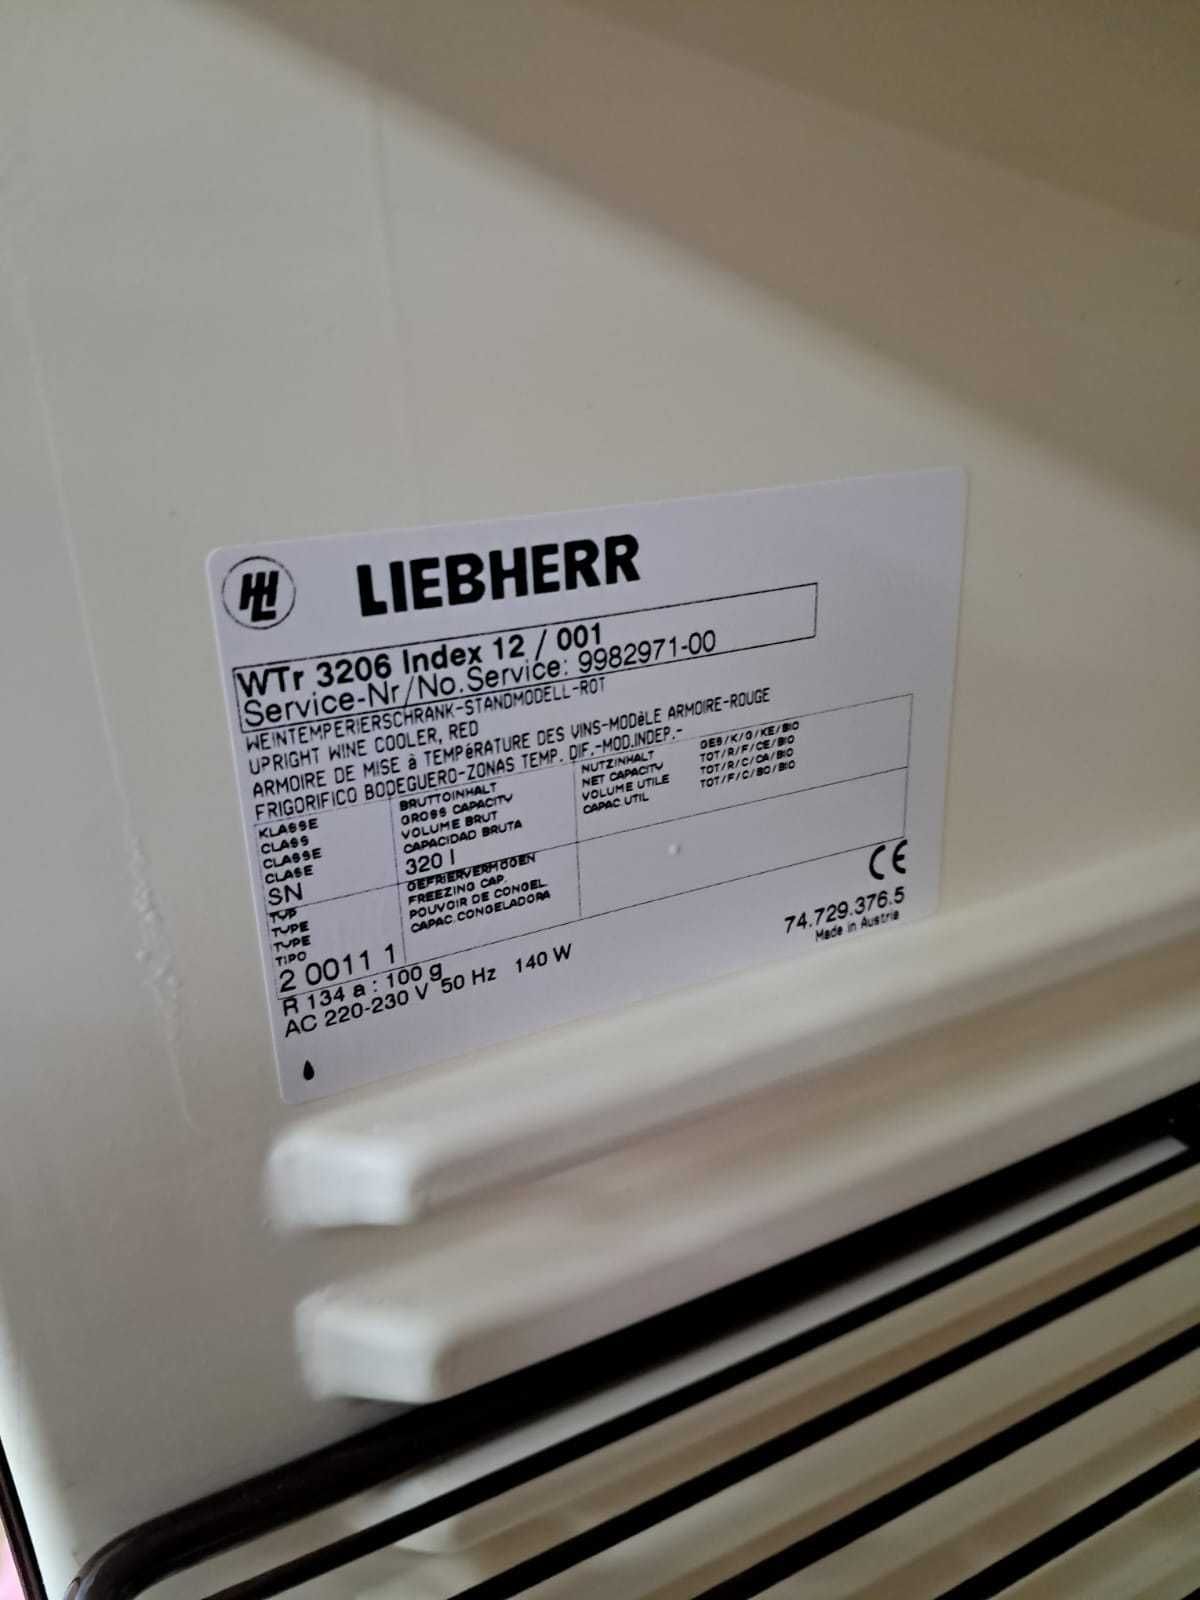 LIEBHERR
WTr 3206 Index 12 / 001
Service-Nr/No.Service: 9982971-00
WEINTEMPERIERSCHRANK-STANDMODELL-ROT
UPRIGHT WINE COOLER, RED
ARMOIRE DE MISE à TEMPéRATURE DES VINS-MODèLE ARMOIRE-ROUGE
FRIGORIFICO BODEGUERO-ZONAS TEMP. DIF.-MOD.INDEP.-
KLASSE
CLASS
CLASSE
CLASE
SN
BRUTTOINHALT
GROSS CAPACITY
VOLUME BRUT
CAPACIDAD BRUTA
320 l
NUTZINHALT
NET CAPACITY
VOLUME UTILE
CAPAC.UTIL
GES/K/G/KE/BIO
TOT/R/F/CE/BIO
TOT/R/C/CA/BIO
TOT/F/C/BO/BIO
TYP
TYPE
TYPE
TIPO
2 0011 1
GEFRIERVERMÖGEN
FREEZING CAP.
POUVOIR DE CONGEL.
CAPAC.CONGELADORA
R 134 a : 100 g
AC 220-230 V 50 Hz 140 W
CE
74.729.376.5
Made in Austria